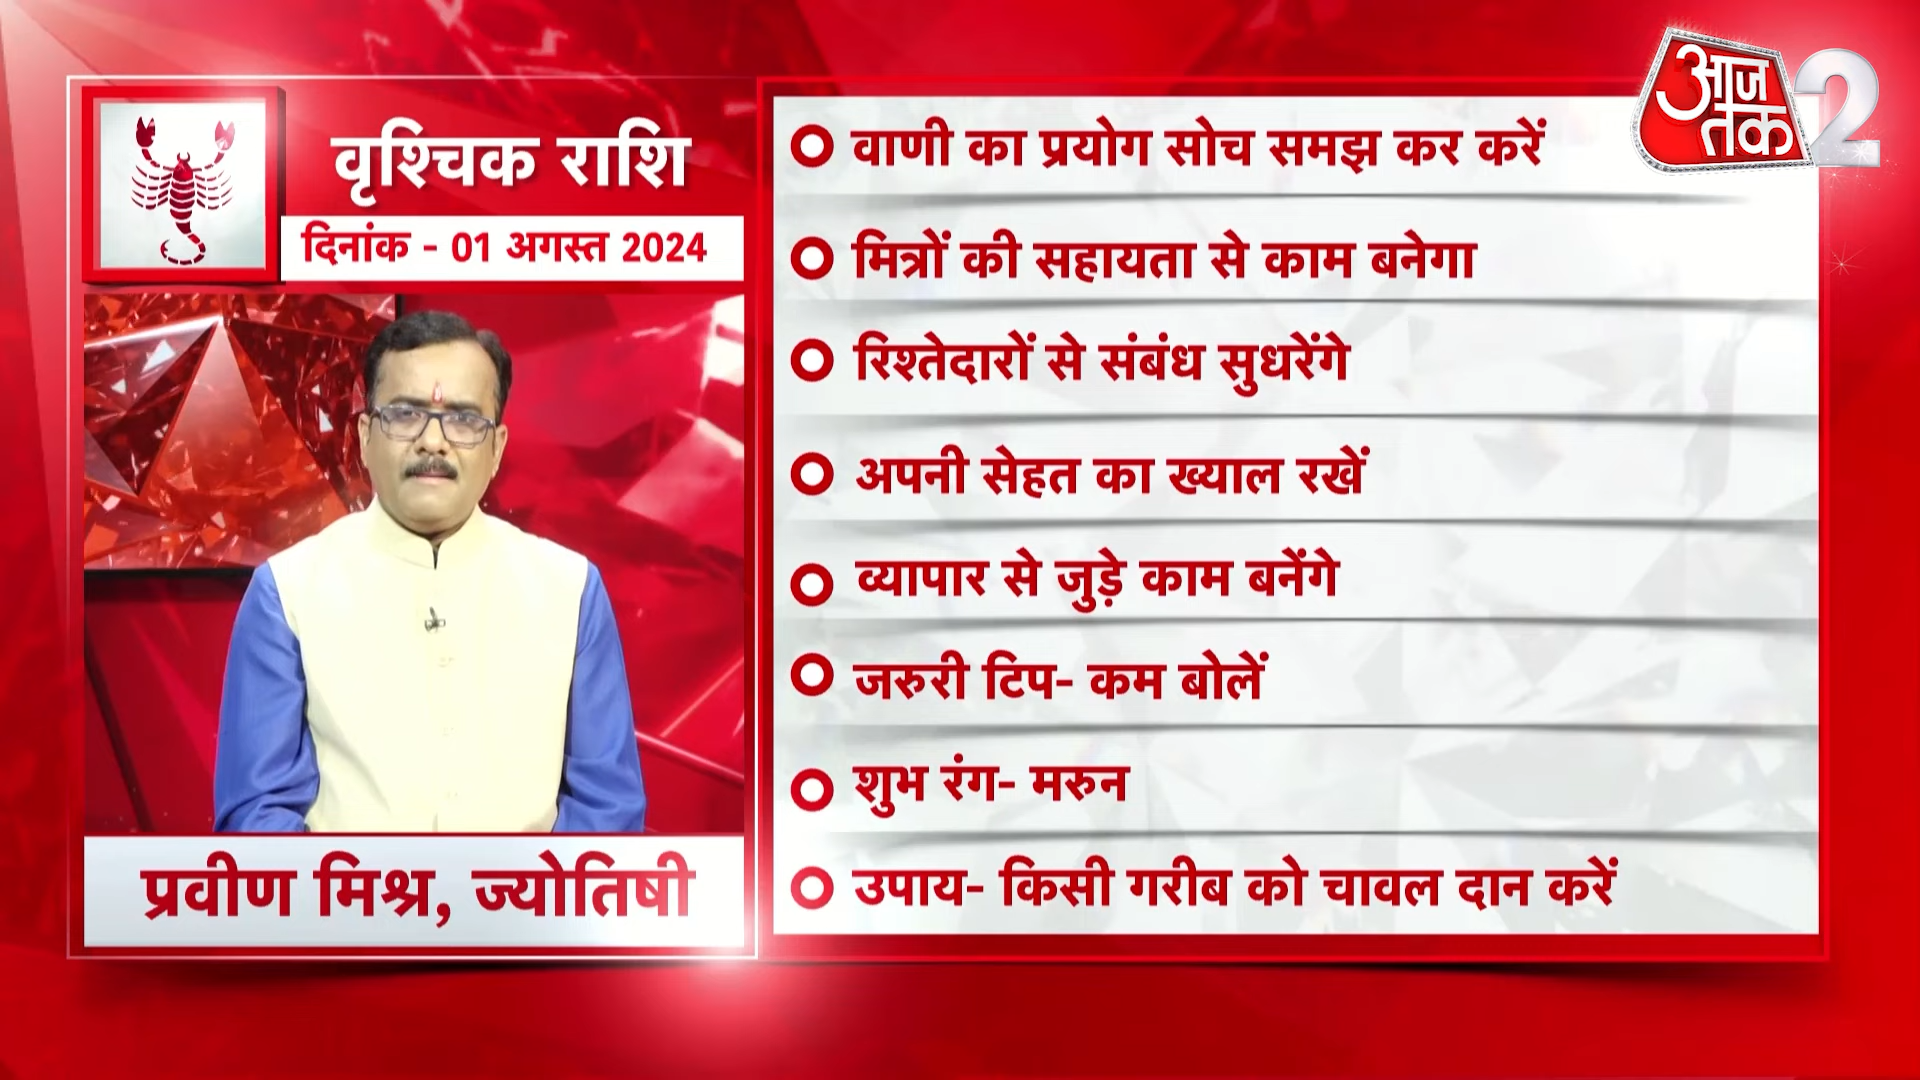 वृश्चिक राशि
दिनांक - 01 अगस्त 2024
प्रवीण मिश्र, ज्योतिषी
वाणी का प्रयोग सोच समझ कर करें
मित्रों की सहायता से काम बनेगा
रिश्तेदारों से संबंध सुधरेंगे
अपनी सेहत का ख्याल रखें
व्यापार से जुड़े काम बनेंगे
जरुरी टिप- कम बोलें
शुभ रंग- मरुन
उपाय- किसी गरीब को चावल दान करें
आज
तक 2